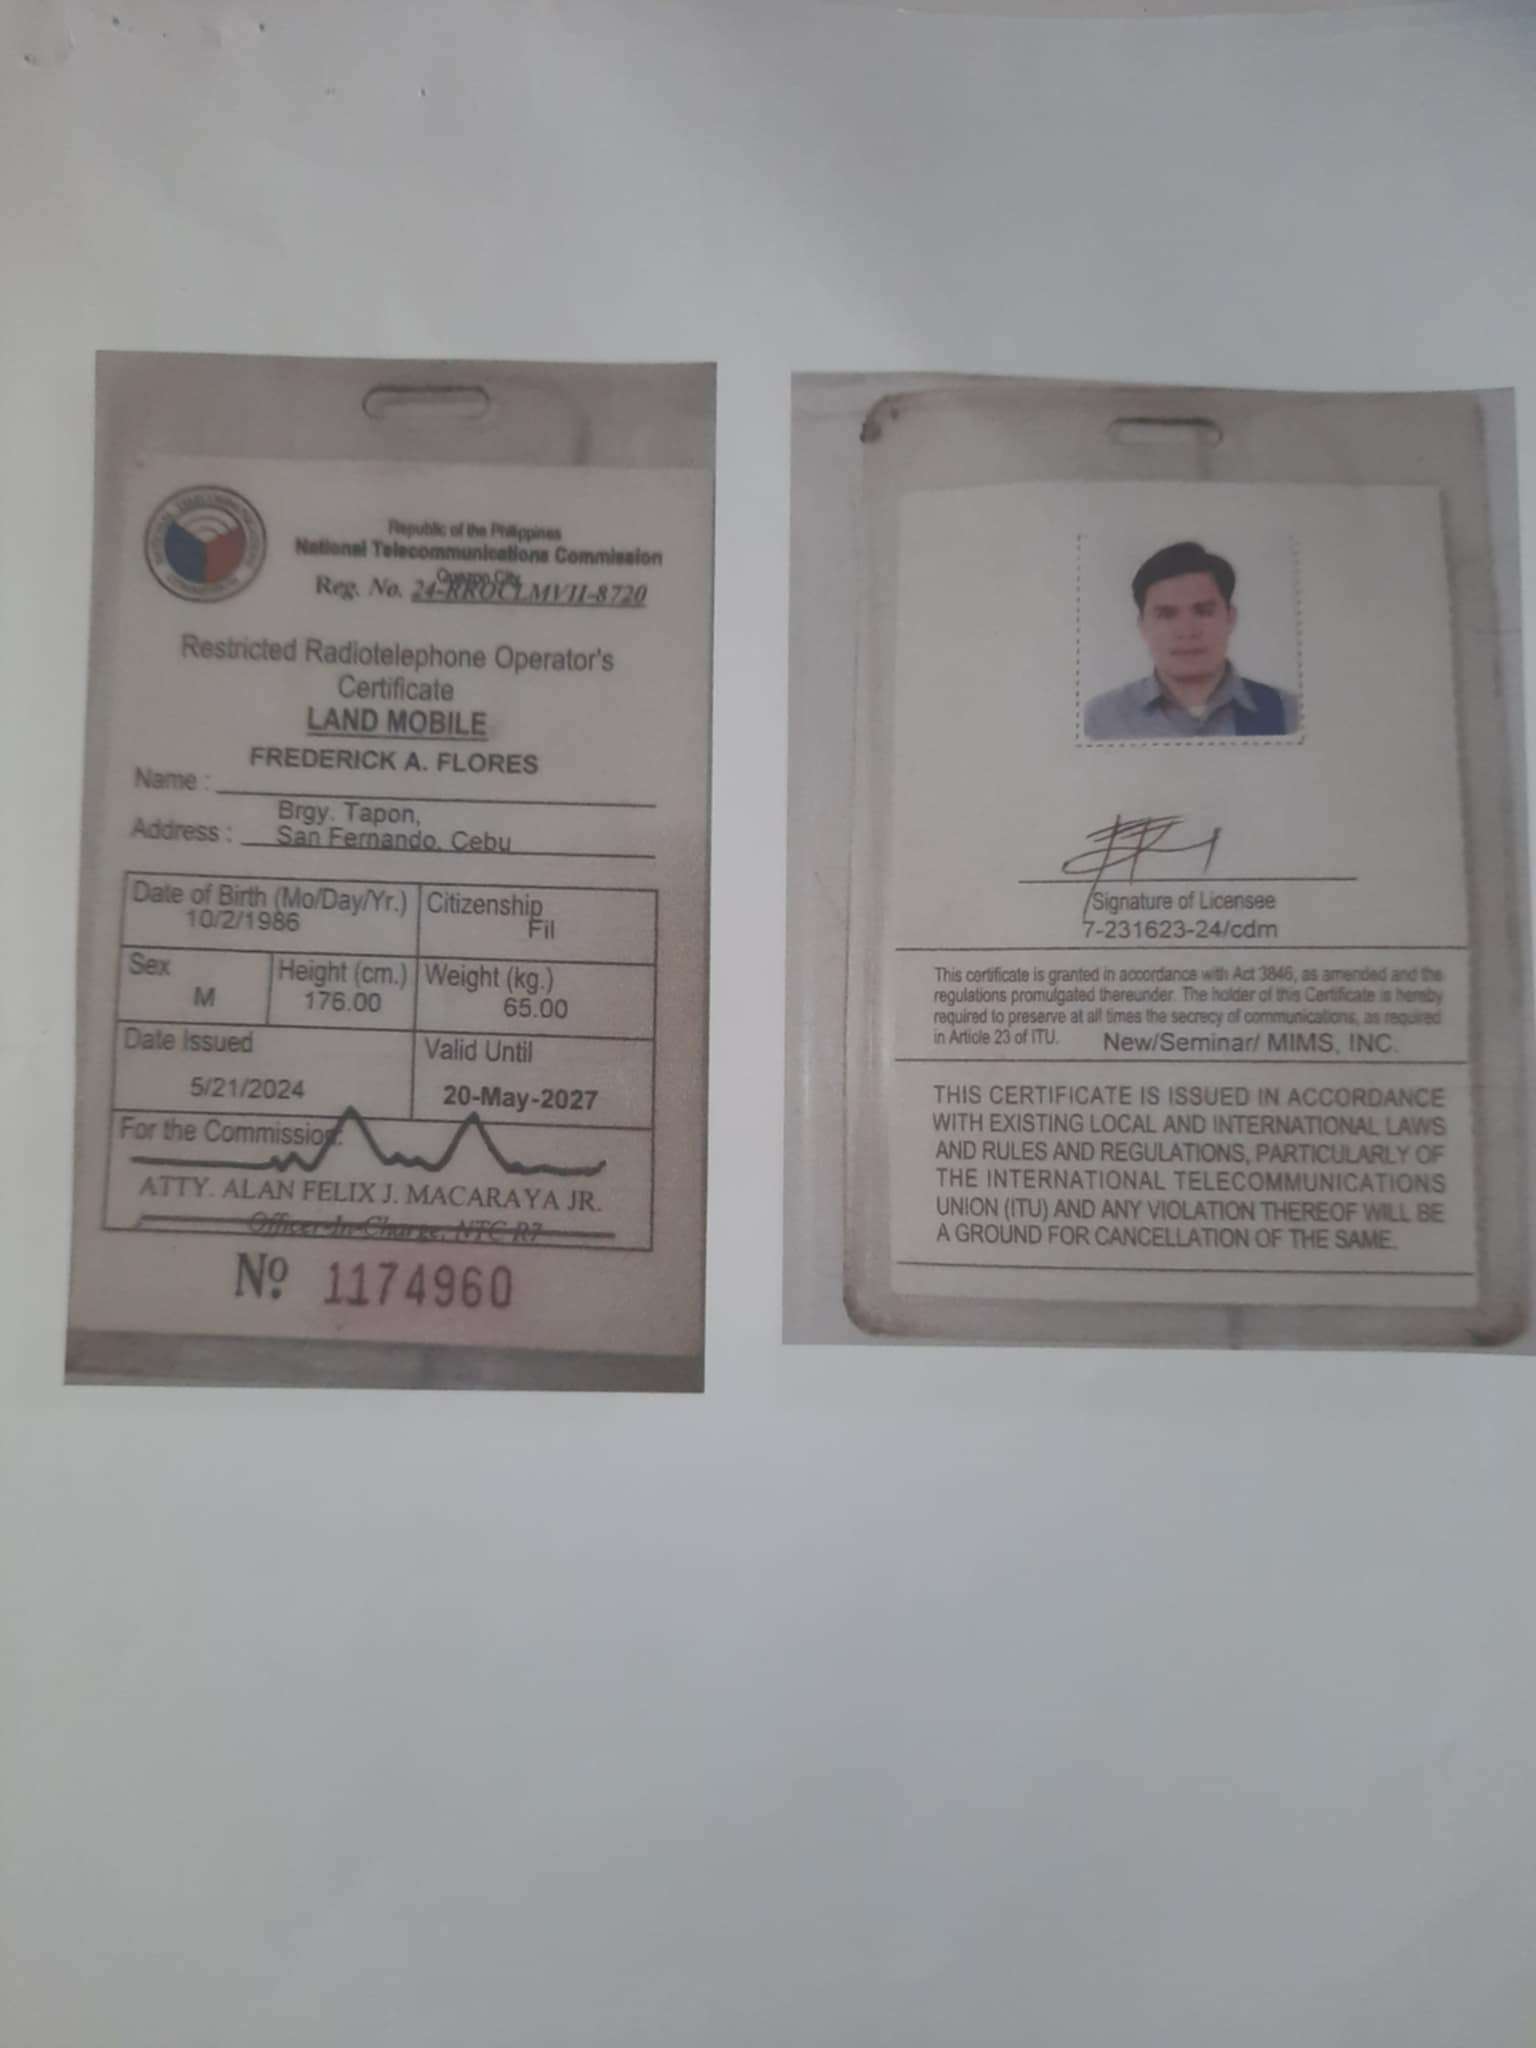 Republic of the Philippines
National Telecommunications Commission
Quezon City
Reg. No. 24-RROCLMVII-8720
Restricted Radiotelephone Operator's
Certificate
LAND MOBILE
FREDERICK A. FLORES
Name :
Brgy. Tapon,
Address : San Fernando, Cebu
Date of Birth (Mo/Day/Yr.) Citizenship
10/2/1986 Fil
Sex Height (cm.) Weight (kg.)
M 176.00 65.00
Date Issued Valid Until
5/21/2024 20-May-2027
For the Commission:
ATTY. ALAN FELIX J. MACARAYA JR.
Officer-In-Charge, NTC-R7
Nº 1174960
Signature of Licensee
7-231623-24/cdm
This certificate is granted in accordance with Act 3846, as amended and the
regulations promulgated thereunder. The holder of this Certificate is hereby
required to preserve at all times the secrecy of communications, as required
in Article 23 of ITU. New/Seminar/ MIMS, INC.
THIS CERTIFICATE IS ISSUED IN ACCORDANCE
WITH EXISTING LOCAL AND INTERNATIONAL LAWS
AND RULES AND REGULATIONS, PARTICULARLY OF
THE INTERNATIONAL TELECOMMUNICATIONS
UNION (ITU) AND ANY VIOLATION THEREOF WILL BE
A GROUND FOR CANCELLATION OF THE SAME.